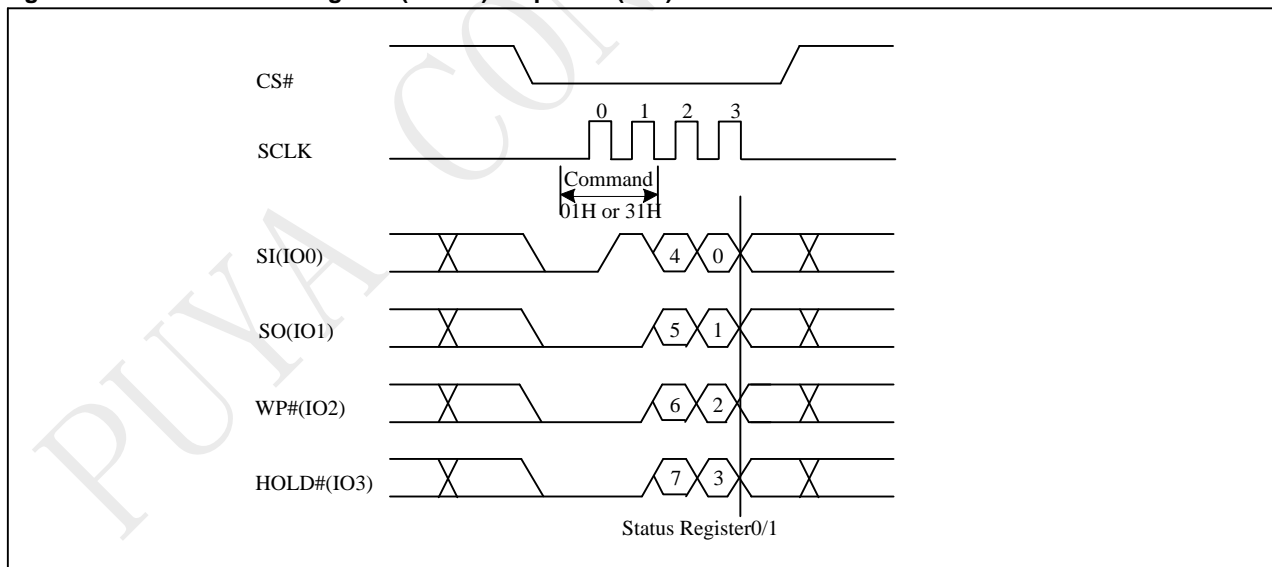 CS#
0 1 2 3
SCLK
Command
01H or 31H
SI(IO0) 4 0
SO(IO1) 5 1
WP#(IO2) 6 2
HOLD#(IO3) 7 3
Status Register0/1
PUYA CON